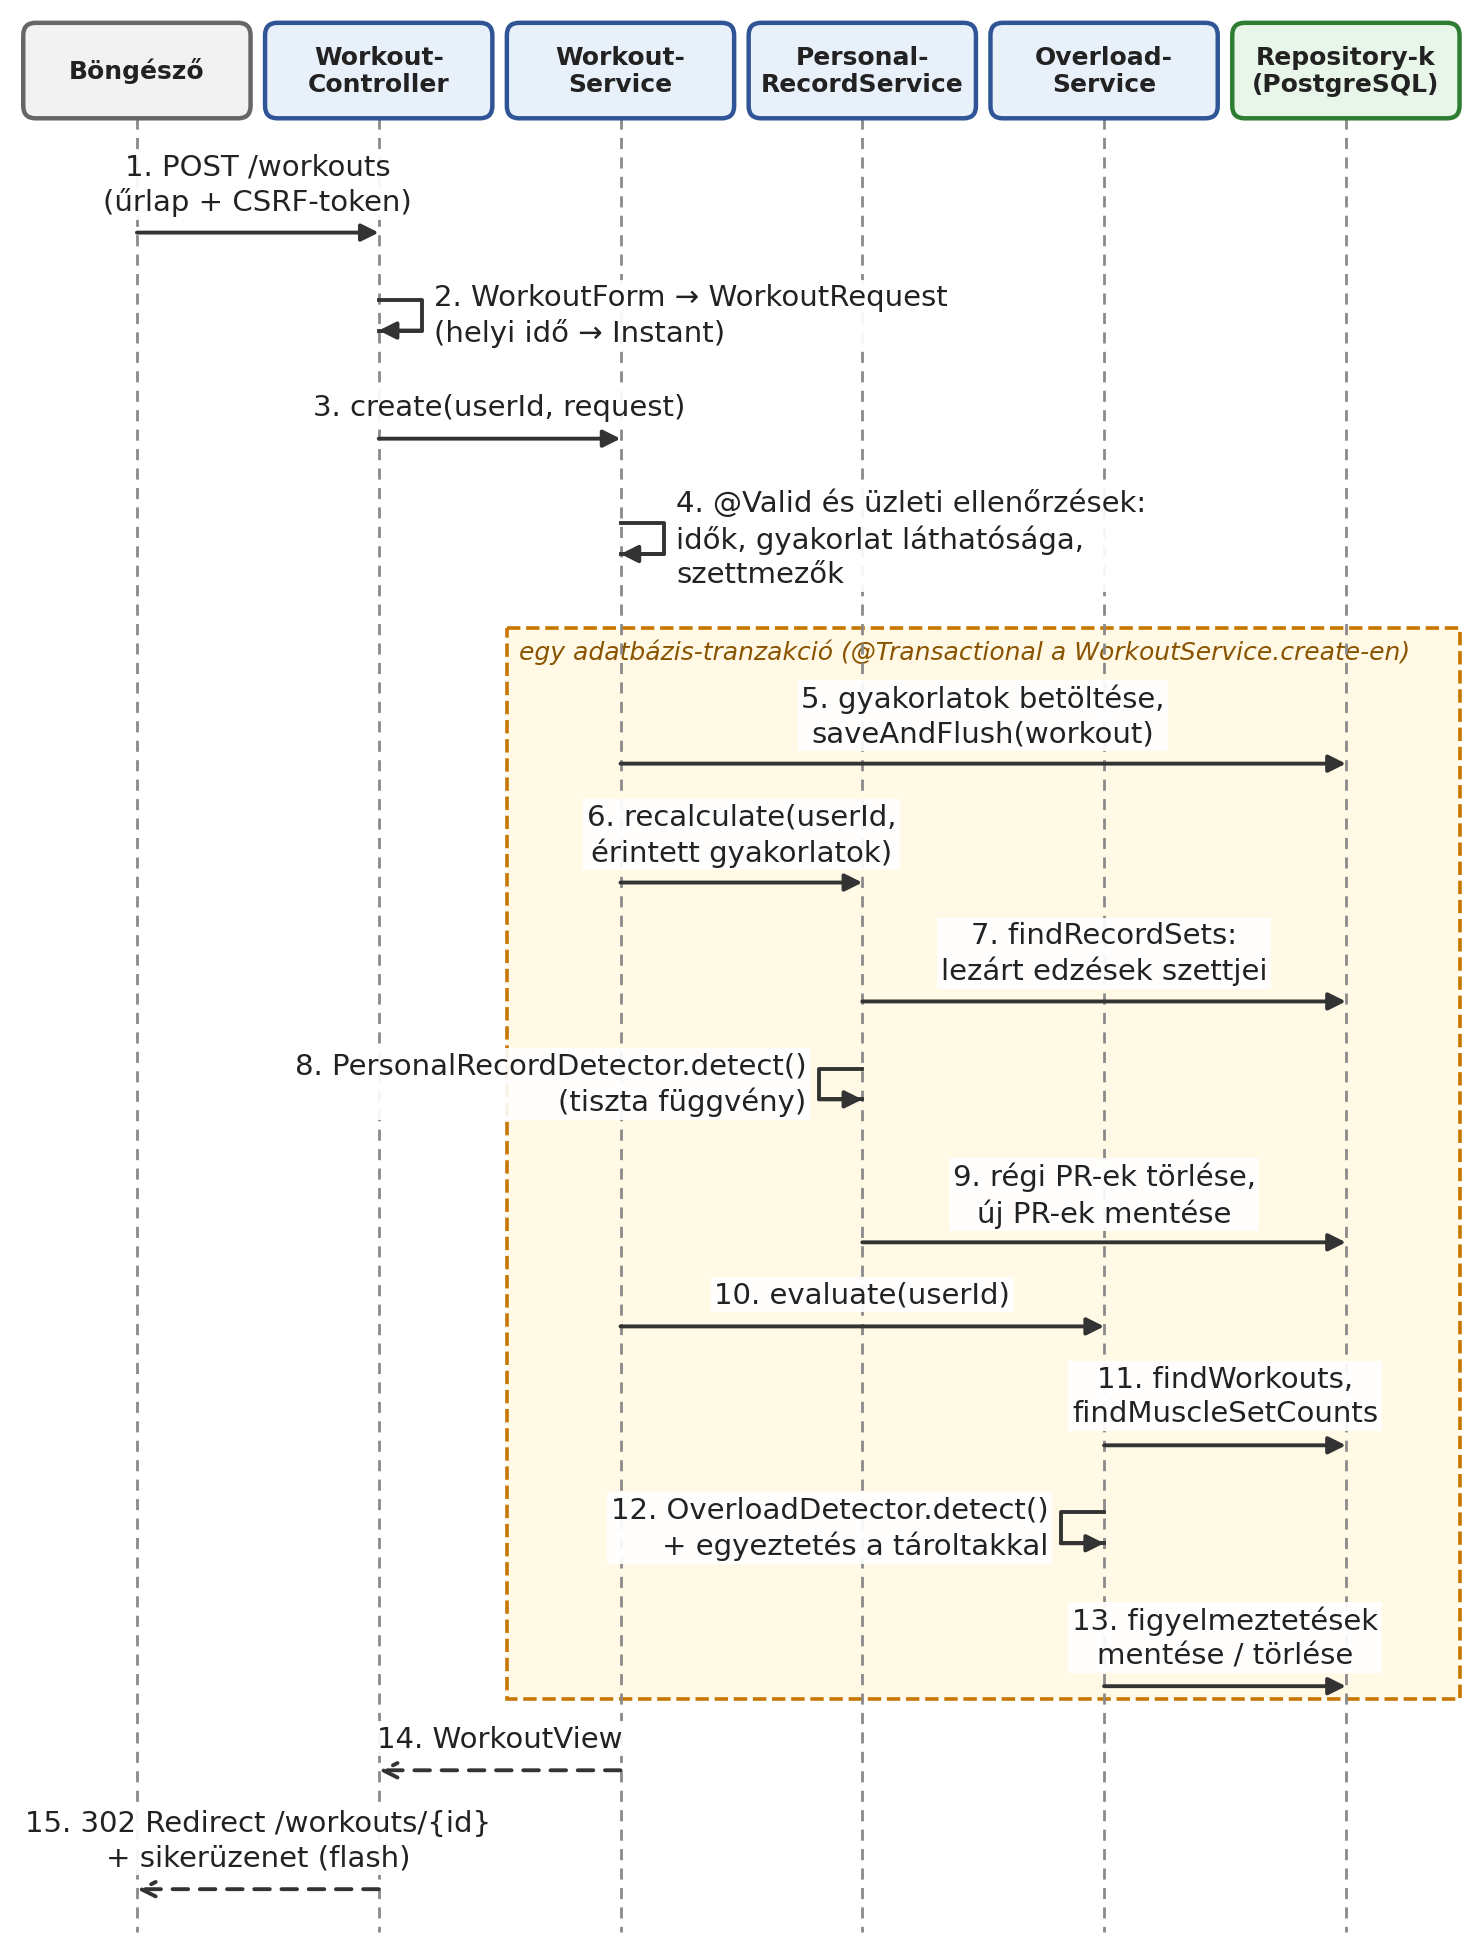 Böngésző
Workout-
Controller
Workout-
Service
Personal-
RecordService
Overload-
Service
Repository-k
(PostgreSQL)
1. POST /workouts
(űrlap + CSRF-token)
2. WorkoutForm → WorkoutRequest
(helyi idő → Instant)
3. create(userId, request)
4. @Valid és üzleti ellenőrzések:
idők, gyakorlat láthatósága,
szettmezők
egy adatbázis-tranzakció (@Transactional a WorkoutService.create-en)
5. gyakorlatok betöltése,
saveAndFlush(workout)
6. recalculate(userId,
érintett gyakorlatok)
7. findRecordSets:
lezárt edzések szettjei
8. PersonalRecordDetector.detect()
(tiszta függvény)
9. régi PR-ek törlése,
új PR-ek mentése
10. evaluate(userId)
11. findWorkouts,
findMuscleSetCounts
12. OverloadDetector.detect()
+ egyeztetés a tároltakkal
13. figyelmeztetések
mentése / törlése
14. WorkoutView
15. 302 Redirect /workouts/{id}
+ sikerüzenet (flash)